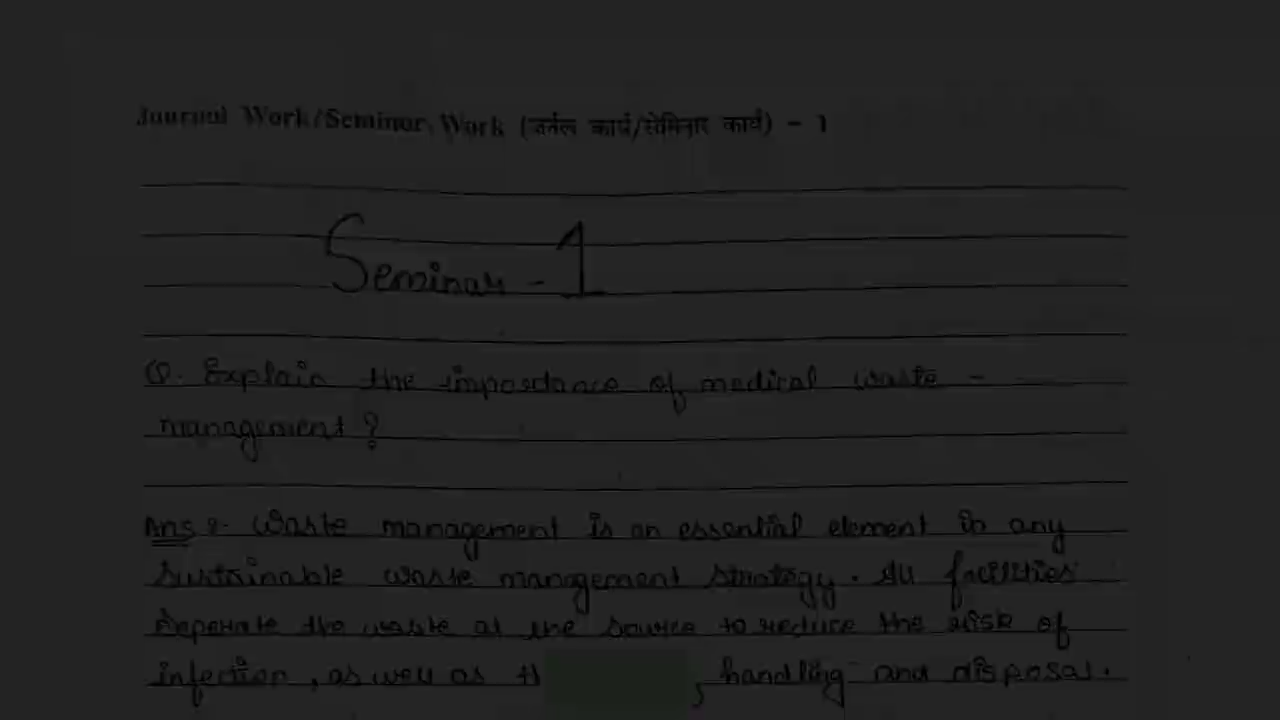 Journal Work/Seminar Work (जर्नल कार्य/सेमिनार कार्य) - 1
Seminar - 1
Q. Explain the importance of medical waste -
management?
Ans :- Waste management is an essential element in any
Sustainable waste management strategy. All facilities
Seperate the waste at the source to reduce the risk of
infection, as well as , handling and disposal.